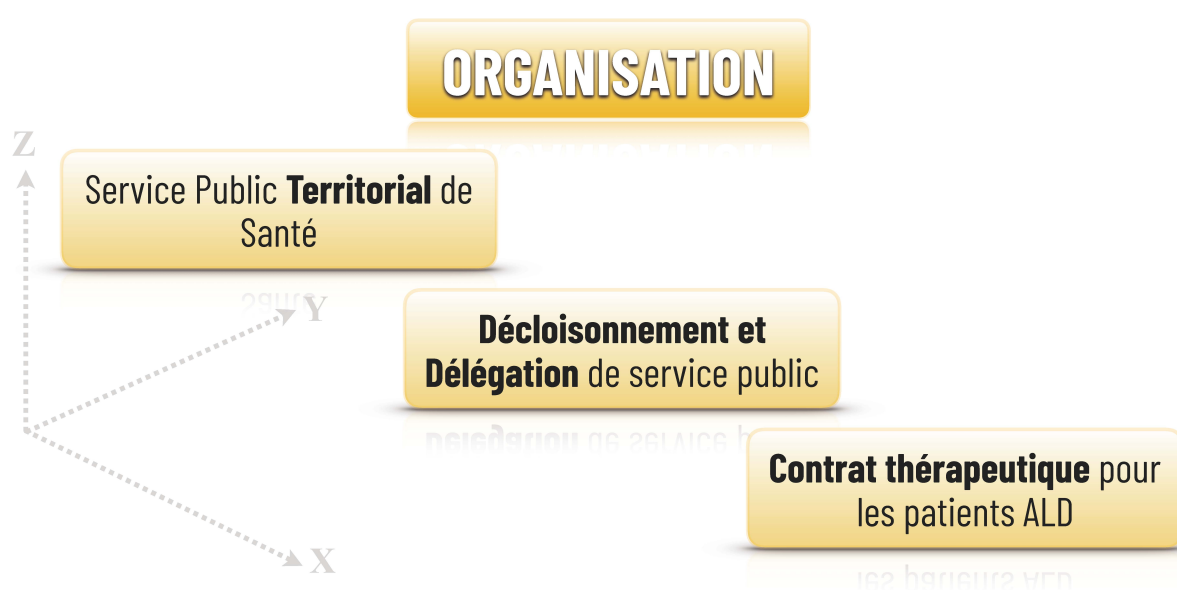 ORGANISATION
Z
Service Public Territorial de
Santé
Y
Décloisonnement et
Délégation de service public
Contrat thérapeutique pour
les patients ALD
X